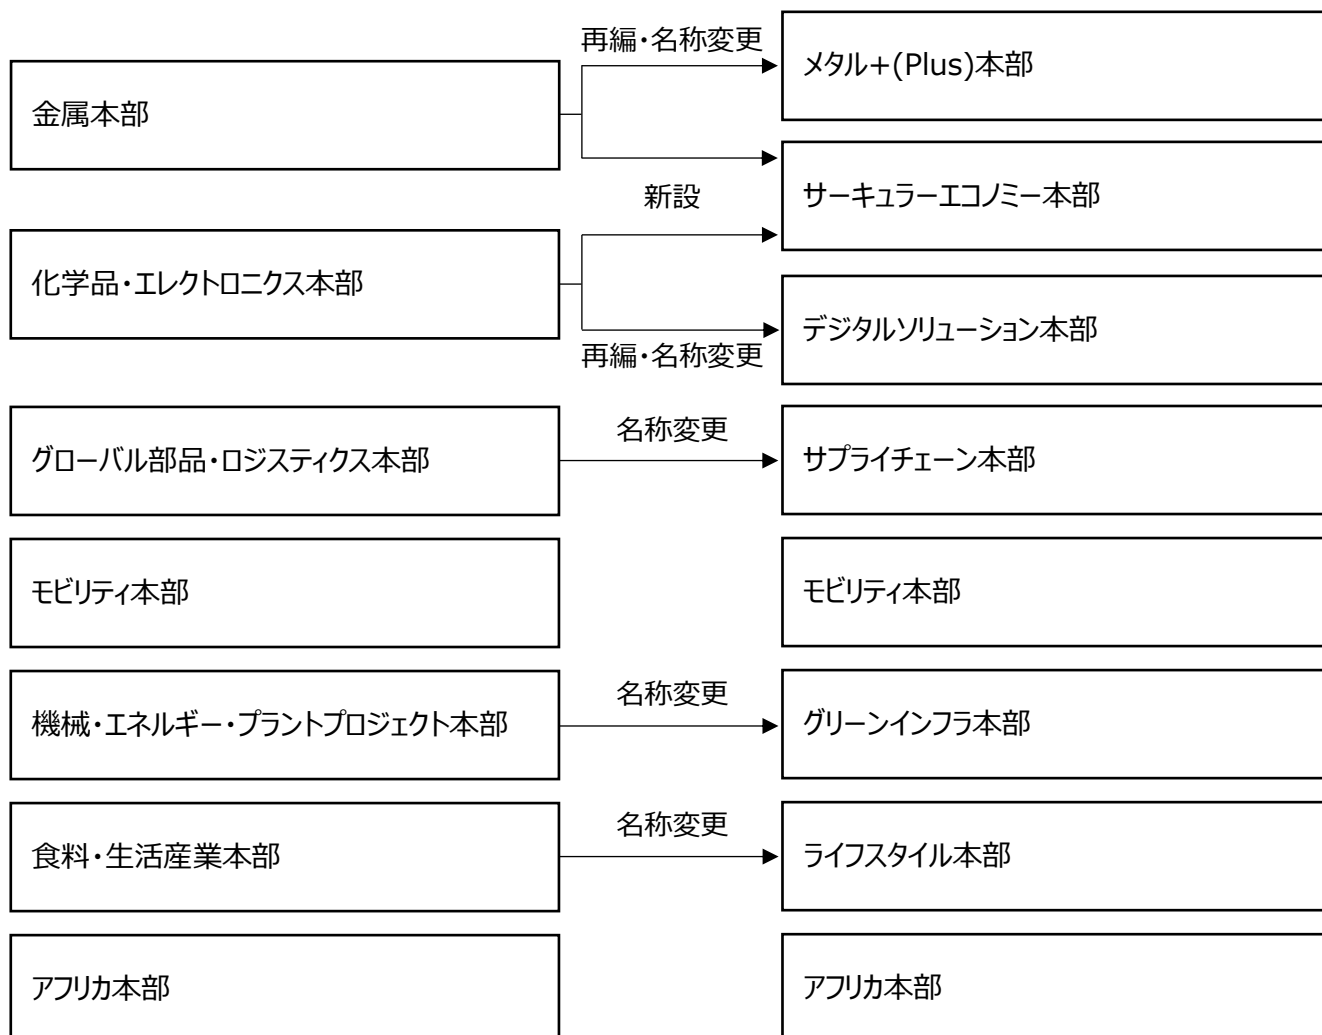 再編・名称変更
メタル+(Plus)本部
金属本部
サーキュラーエコノミー本部
新設
化学品・エレクトロニクス本部
デジタルソリューション本部
再編・名称変更
グローバル部品・ロジスティクス本部
名称変更
サプライチェーン本部
モビリティ本部
モビリティ本部
機械・エネルギー・プラントプロジェクト本部
名称変更
グリーンインフラ本部
食料・生活産業本部
名称変更
ライフスタイル本部
アフリカ本部
アフリカ本部